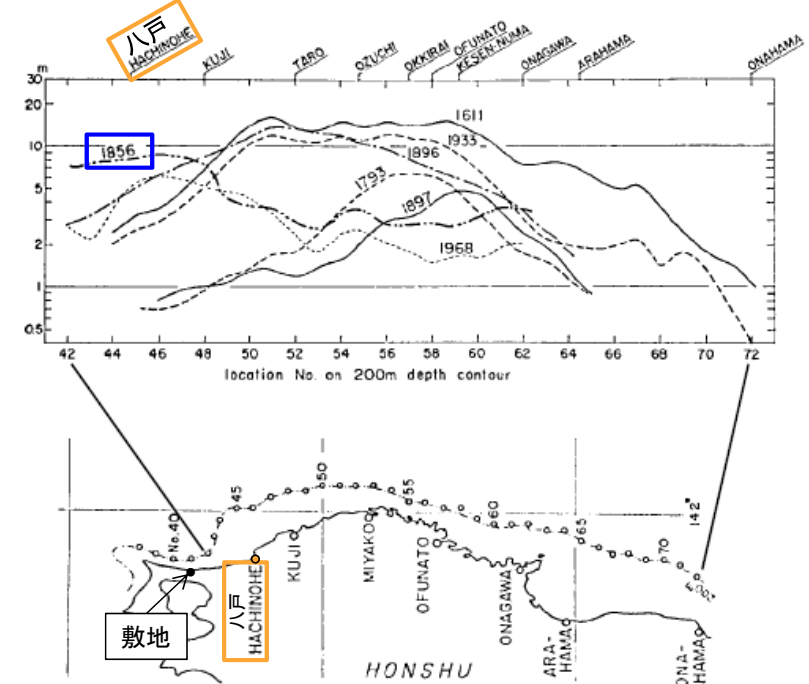 八戸
HACHINOHE
KUJI
TARO
OZUCHI
OKKIRAI
OFUNATO
KESEN-NUMA
ONAGAWA
ARAHAMA
ONAHAMA
m
30
20
10
5
2
1
0.5
1856
1611
1933
1896
1793
1897
1968
42 44 46 48 50 52 54 56 58 60 62 64 66 68 70 72
location No. on 200m depth contour
No.40
45
50
55
60
65
70
142°
敷地
八戸
HACHINOHE
KUJI
MIYAKO
OFUNATO
ONAGAWA
ARA-
HAMA
ONA-
HAMA
HONSHU